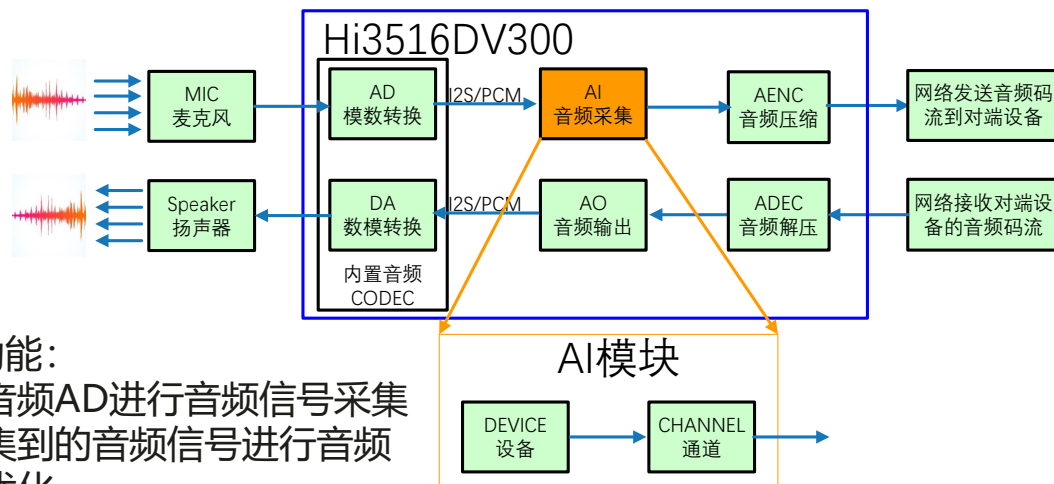 Hi3516DV300
MIC
麦克风
AD
模数转换
I2S/PCM
AI
音频采集
AENC
音频压缩
网络发送音频码
流到对端设备
Speaker
扬声器
DA
数模转换
I2S/PCM
AO
音频输出
ADEC
音频解压
网络接收对端设
备的音频码流
内置音频
CODEC
AI模块
DEVICE
设备
CHANNEL
通道
能：
音频AD进行音频信号采集
集到的音频信号进行音频